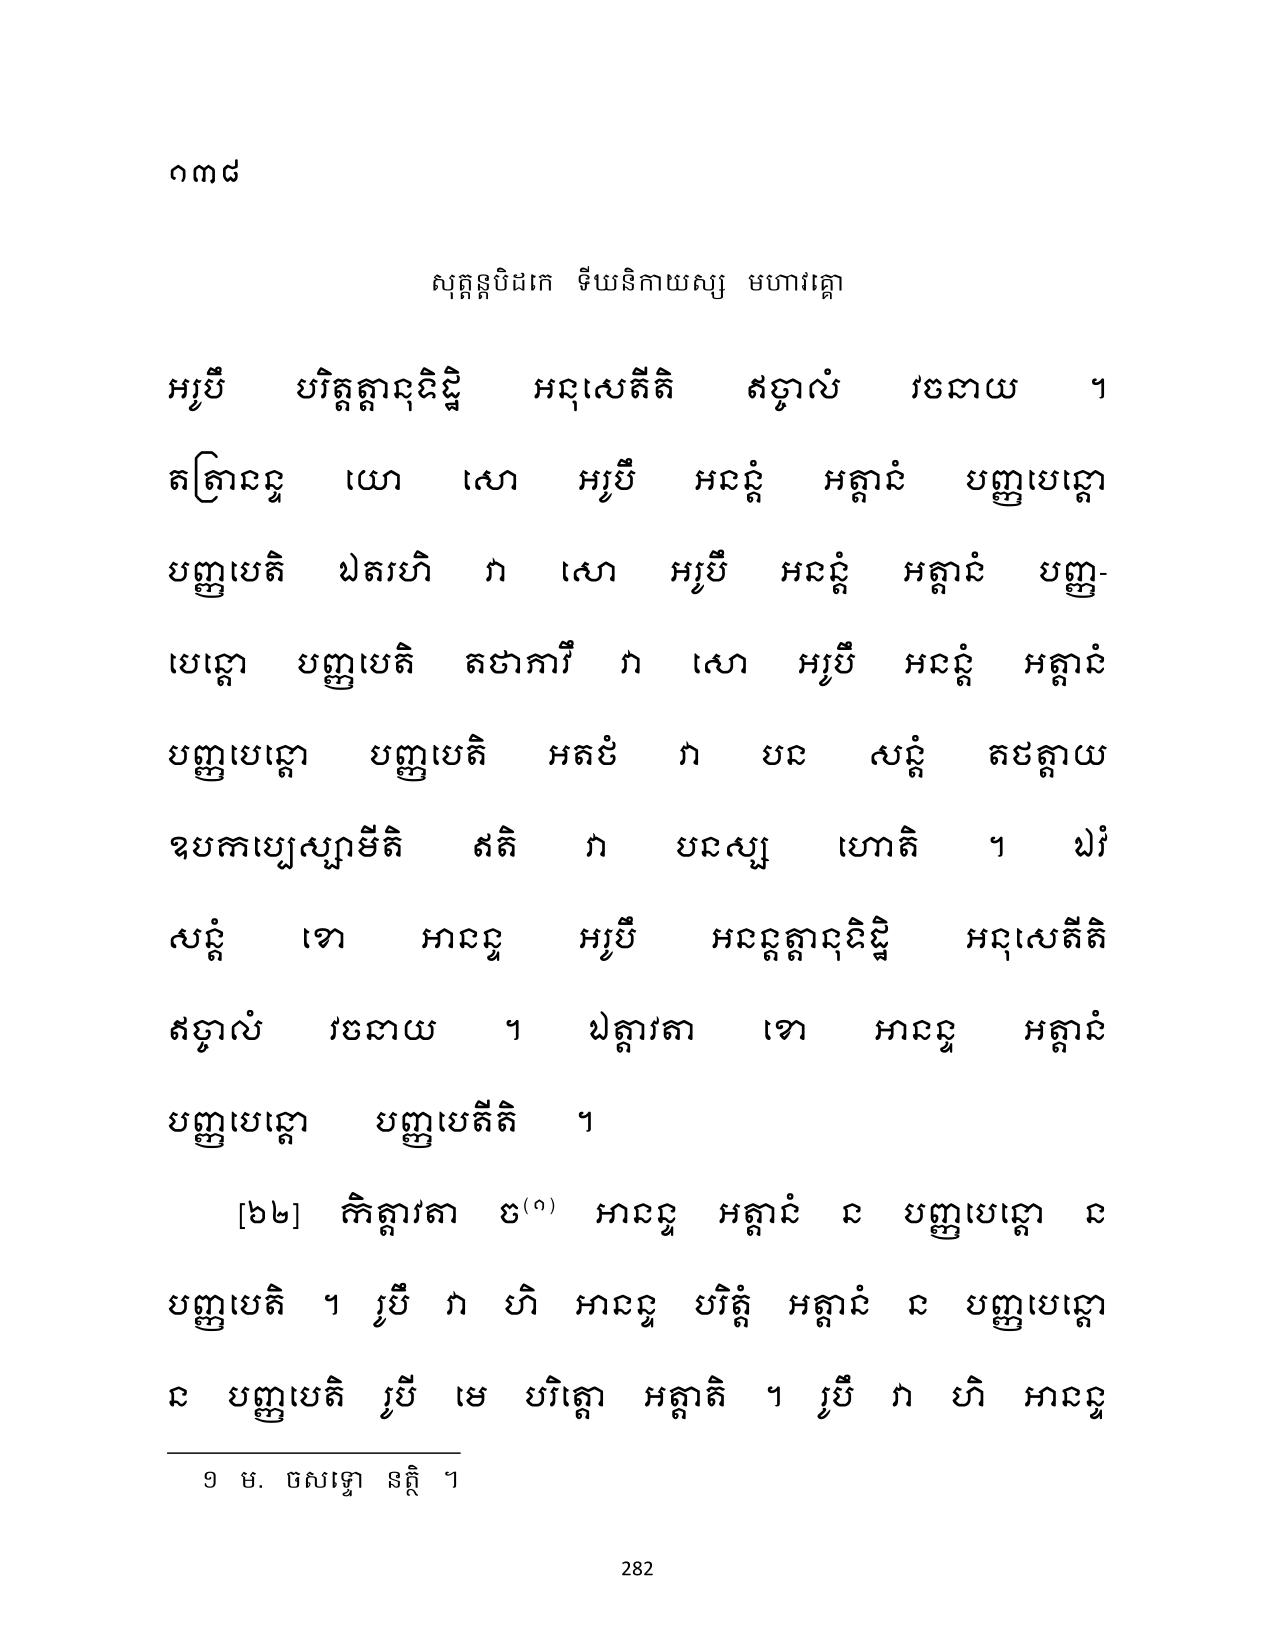 ១៣៨
សុត្តន្តបិដកេ ទីឃនិកាយស្ស មហាវគ្គោ
អរូបឹ បរិត្តត្តានុទិដ្ឋិ អនុសេតីតិ ឥច្ចាលំ វចនាយ ។
តត្រានន្ទ យោ សោ អរូបឹ អនន្តំ អត្តានំ បញ្ញបេន្តោ
បញ្ញបេតិ ឯតរហិ វា សោ អរូបឹ អនន្តំ អត្តានំ បញ្ញ-
បេន្តោ បញ្ញបេតិ តថាភាវឹ វា សោ អរូបឹ អនន្តំ អត្តានំ
បញ្ញបេន្តោ បញ្ញបេតិ អតថំ វា បន សន្តំ តថត្តាយ
ឧបកប្បេស្សាមីតិ ឥតិ វា បនស្ស ហោតិ ។ ឯវំ
សន្តំ ខោ អានន្ទ អរូបឹ អនន្តត្តានុទិដ្ឋិ អនុសេតីតិ
ឥច្ចាលំ វចនាយ ។ ឯត្តាវតា ខោ អានន្ទ អត្តានំ
បញ្ញបេន្តោ បញ្ញបេតីតិ ។
[៦២] កិត្តាវតា ច(១) អានន្ទ អត្តានំ ន បញ្ញបេន្តោ ន
បញ្ញបេតិ ។ រូបឹ វា ហិ អានន្ទ បរិត្តំ អត្តានំ ន បញ្ញបេន្តោ
ន បញ្ញបេតិ រូបី មេ បរិត្តោ អត្តាតិ ។ រូបឹ វា ហិ អានន្ទ
១ ម. ចសទ្ទោ នត្ថិ ។
282